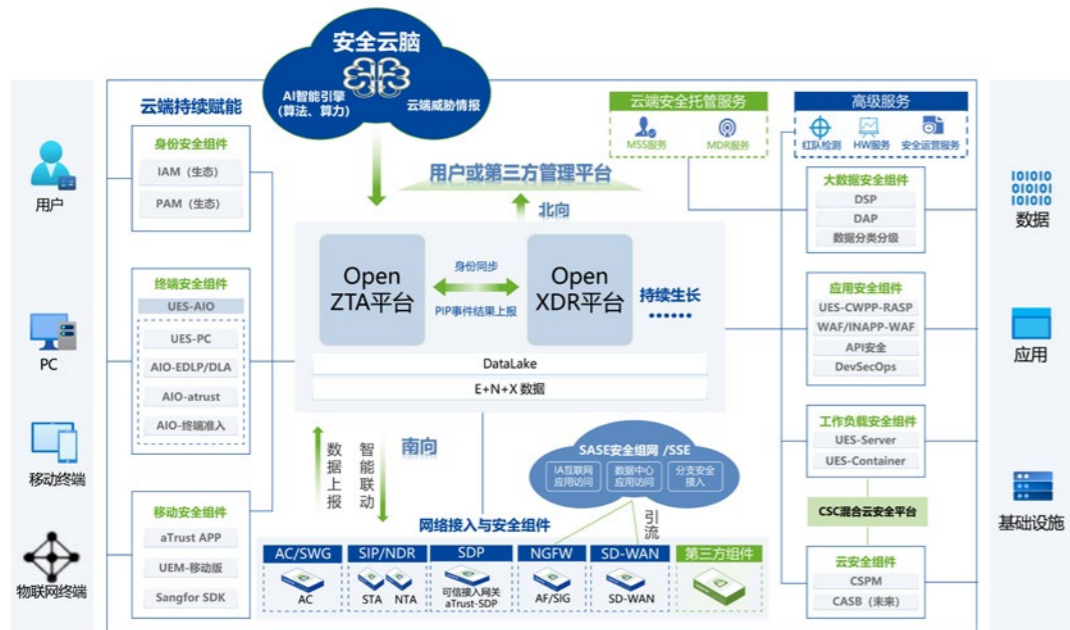 安全云脑
AI智能引擎
(算法、算力)
云端威胁情报
云端持续赋能
云端安全托管服务
MSS服务
MDR服务
高级服务
红队检测
HW服务
安全运营服务
用户
PC
移动终端
物联网终端
身份安全组件
IAM（生态）
PAM（生态）
终端安全组件
UES-AIO
UES-PC
AIO-EDLP/DLA
AIO-atrust
AIO-终端准入
移动安全组件
aTrust APP
UEM-移动版
Sangfor SDK
用户或第三方管理平台
北向
Open
ZTA平台
身份同步
PIP事件结果上报
Open
XDR平台
持续生长
······
DataLake
E+N+X 数据
数据上报
智能联动
南向
SASE安全组网 /SSE
IA互联网
应用访问
数据中心
应用访问
分支安全
接入
引流
网络接入与安全组件
AC/SWG
AC
SIP/NDR
STA
NTA
SDP
可信接入网关
aTrust-SDP
NGFW
AF/SIG
SD-WAN
SD-WAN
第三方组件
大数据安全组件
DSP
DAP
数据分类分级
应用安全组件
UES-CWPP-RASP
WAF/INAPP-WAF
API安全
DevSecOps
工作负载安全组件
UES-Server
UES-Container
CSC混合云安全平台
云安全组件
CSPM
CASB（未来）
101010
010101
101010
数据
应用
基础设施